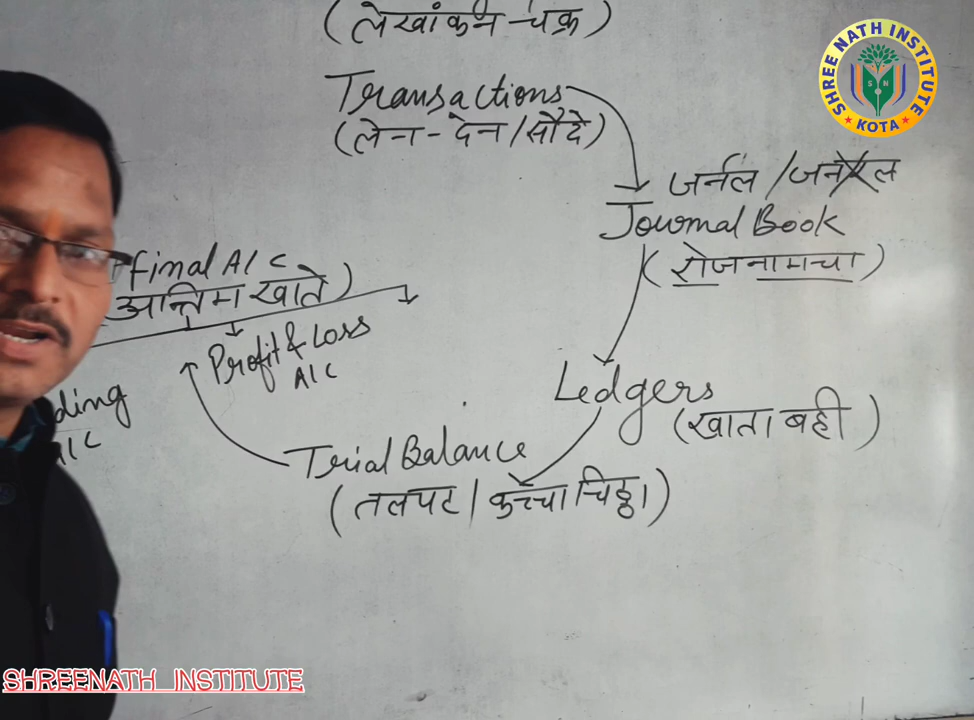 (लेखांकन-चक्र)
Transactions
(लेन-देन/सौदे)
जर्नल/जनरल
Journal Book
(रोजनामचा)
Final A/C
अन्तिम खाते)
Profit & Loss
A/C
ding
A/C
Ledgers
(खाता बही)
Trial Balance
(तलपट/कच्चा चिठ्ठा)
SHREE NATH INSTITUTE
S N
KOTA
SHREENATH INSTITUTE